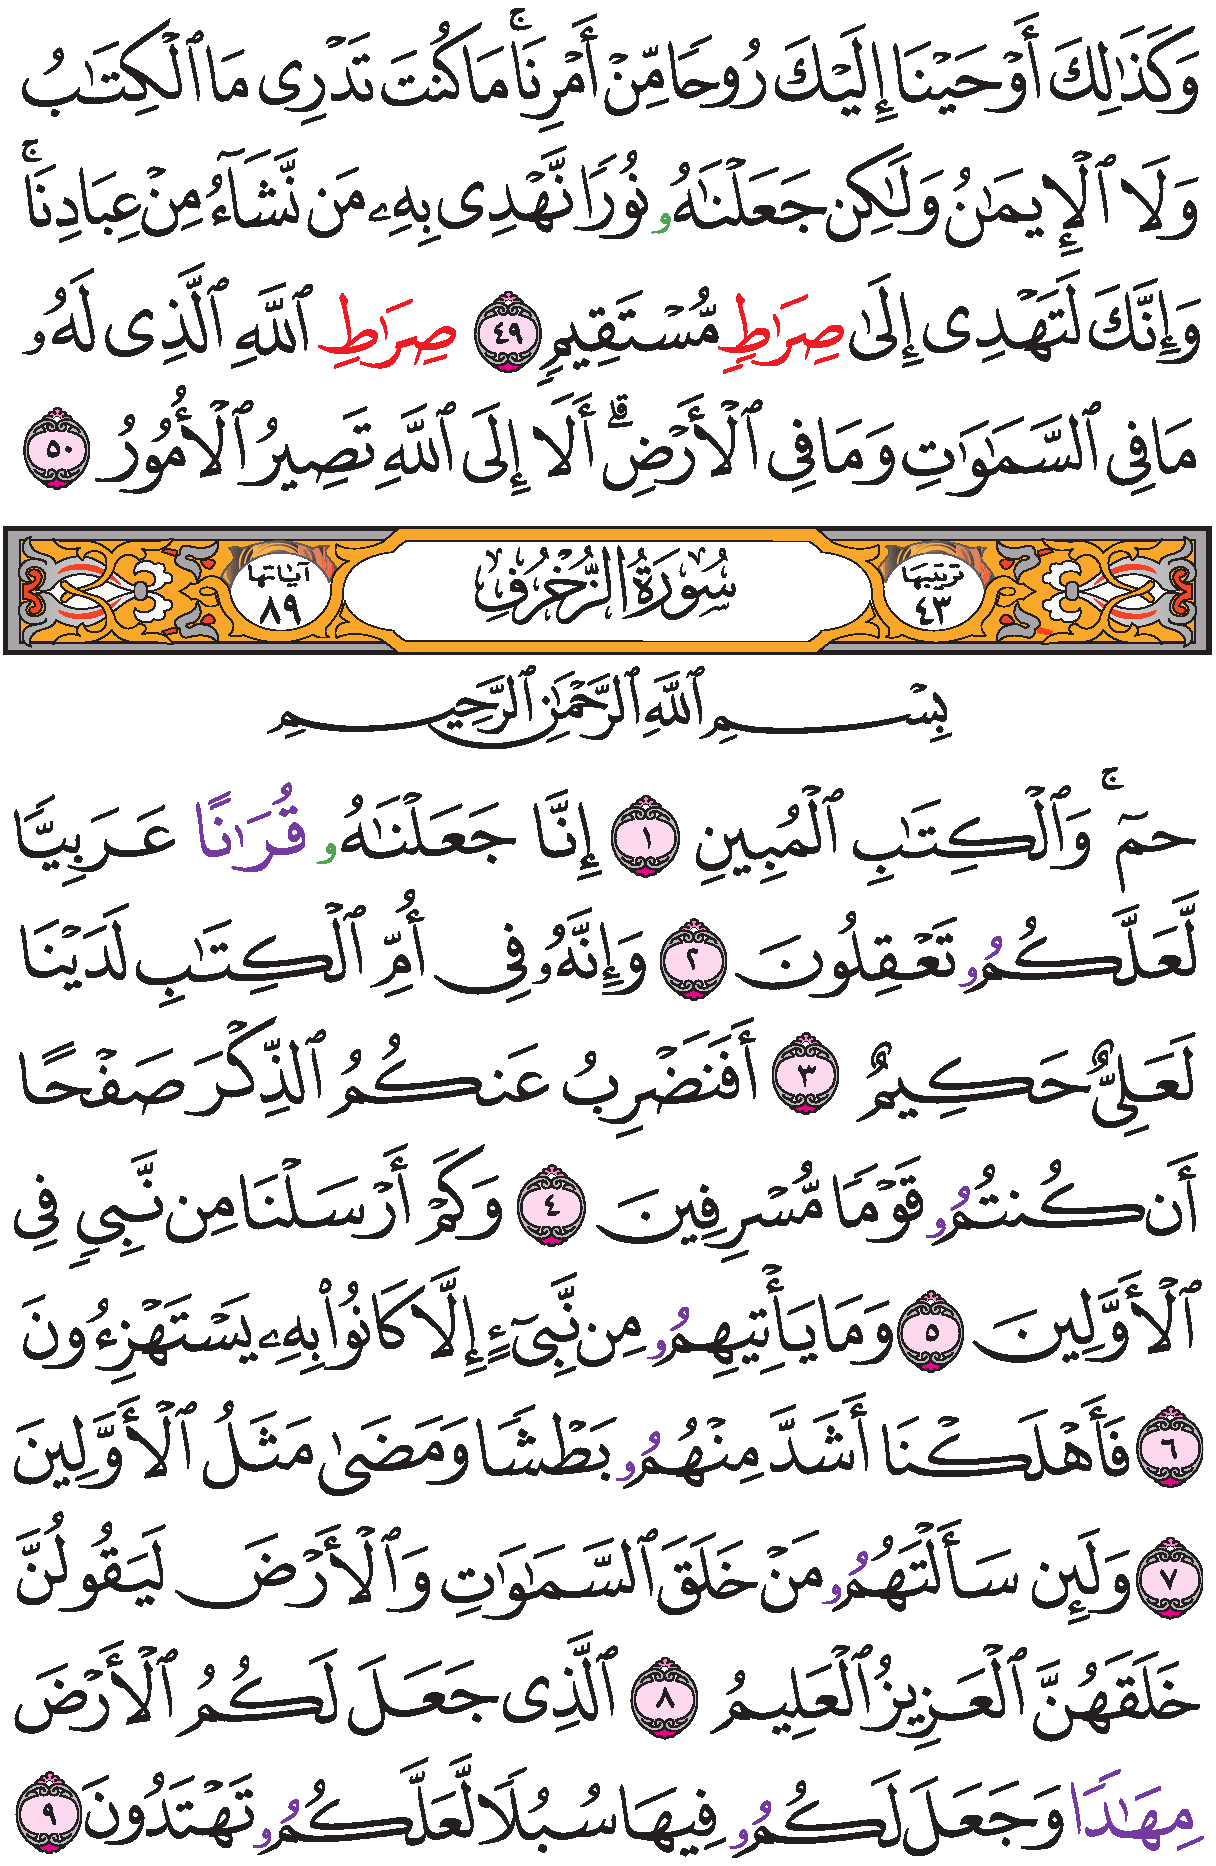 وَكَذَٰلِكَ أَوْحَيْنَا إِلَيْكَ رُوحًا مِّنْ أَمْرِنَا ۚ مَا كُنتَ تَدْرِى مَا ٱلْكِتَـٰبُ
وَلَا ٱلْإِيمَـٰنُ وَلَـٰكِن جَعَلْنَـٰهُۥ نُورًا نَّهْدِى بِهِۦ مَن نَّشَآءُ مِنْ عِبَادِنَا ۚ
وَإِنَّكَ لَتَهْدِى إِلَىٰ صِرَٰطٍ مُّسْتَقِيمٍ ٤٩ صِرَٰطِ ٱللَّهِ ٱلَّذِى لَهُۥ
مَا فِى ٱلسَّمَـٰوَٰتِ وَمَا فِى ٱلْأَرْضِ ۗ أَلَا إِلَى ٱللَّهِ تَصِيرُ ٱلْأُمُورُ ٥٠
ترتيبها ٤٣ سُورَةُ الزُّخْرُفِ آياتها ٨٩
بِسْمِ ٱللَّهِ ٱلرَّحْمَـٰنِ ٱلرَّحِيمِ
حمٓ ۚ وَٱلْكِتَـٰبِ ٱلْمُبِينِ ١ إِنَّا جَعَلْنَـٰهُۥ قُرَٰنًا عَرَبِيًّا
لَّعَلَّكُمُۥ تَعْقِلُونَ ٢ وَإِنَّهُۥ فِى أُمِّ ٱلْكِتَـٰبِ لَدَيْنَا
لَعَلِىٌّ حَكِيمٌ ٣ أَفَنَضْرِبُ عَنكُمُ ٱلذِّكْرَ صَفْحًا
أَن كُنتُمُۥ قَوْمًا مُّسْرِفِينَ ٤ وَكَمْ أَرْسَلْنَا مِن نَّبِىٍّ فِى
ٱلْأَوَّلِينَ ٥ وَمَا يَأْتِيهِمُۥ مِن نَّبِىٍّ إِلَّا كَانُوا۟ بِهِۦ يَسْتَهْزِءُونَ
٦ فَأَهْلَكْنَا أَشَدَّ مِنْهُمُۥ بَطْشًا وَمَضَىٰ مَثَلُ ٱلْأَوَّلِينَ
٧ وَلَئِن سَأَلْتَهُمُۥ مَنْ خَلَقَ ٱلسَّمَـٰوَٰتِ وَٱلْأَرْضَ لَيَقُولُنَّ
خَلَقَهُنَّ ٱلْعَزِيزُ ٱلْعَلِيمُ ٨ ٱلَّذِى جَعَلَ لَكُمُ ٱلْأَرْضَ
مِهَـٰدًا وَجَعَلَ لَكُمُۥ فِيهَا سُبُلًا لَّعَلَّكُمُۥ تَهْتَدُونَ ٩